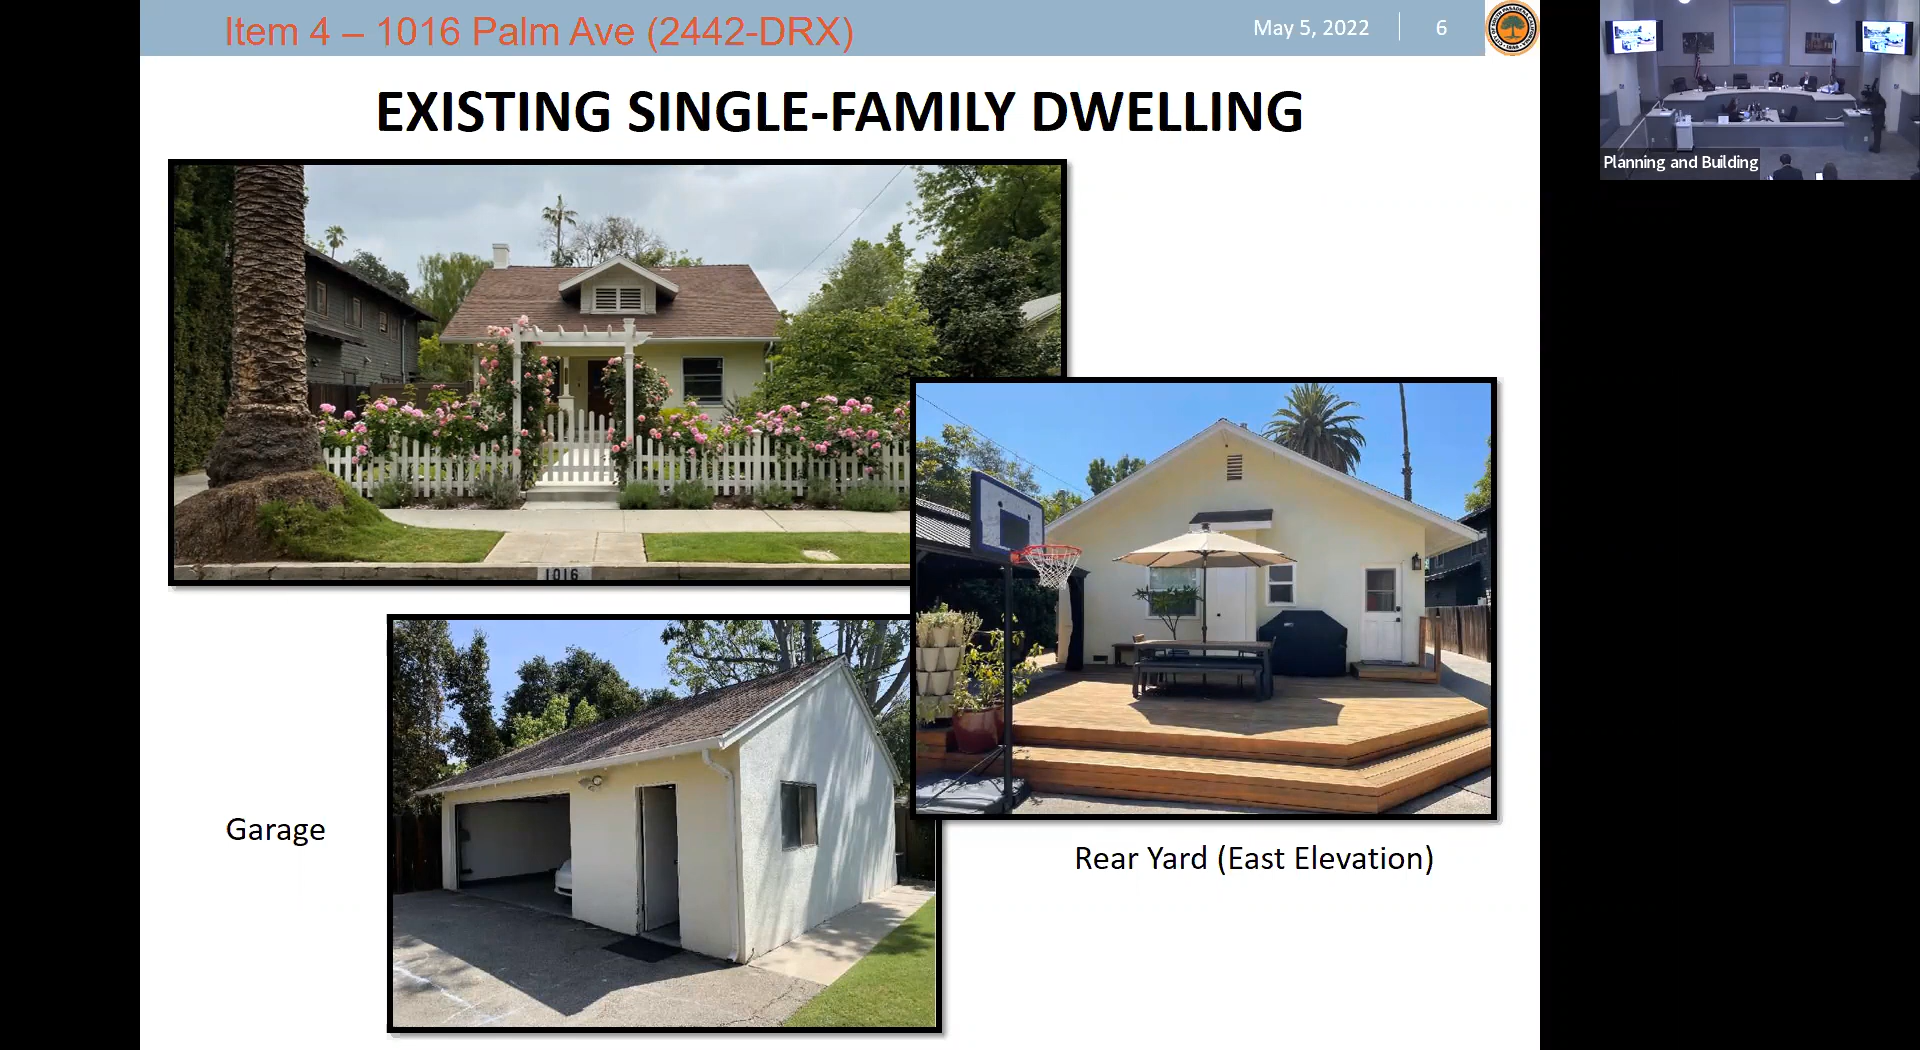 Item 4 – 1016 Palm Ave (2442-DRX)
May 5, 2022
6
EXISTING SINGLE-FAMILY DWELLING
1016
Garage
Rear Yard (East Elevation)
Planning and Building